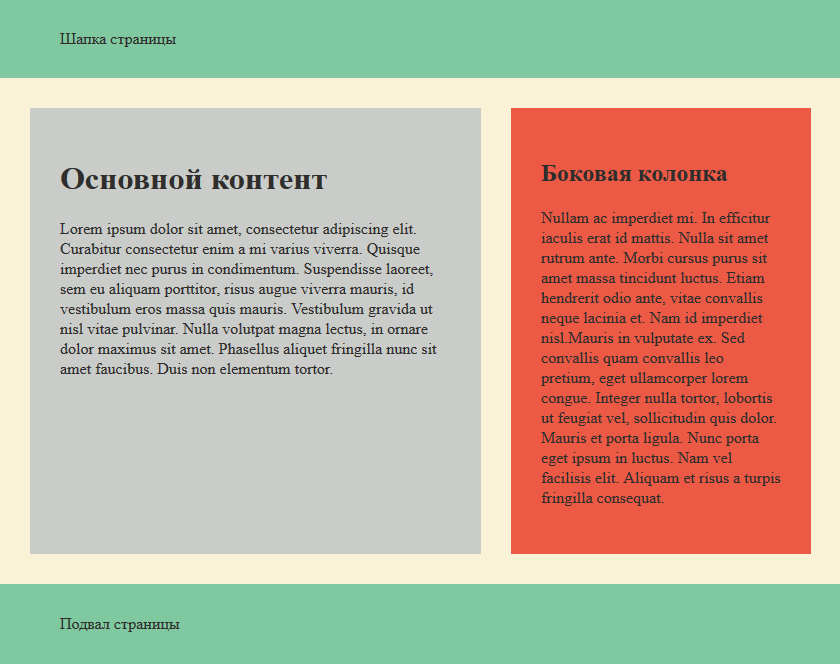 Шапка страницы
Основной контент
Lorem ipsum dolor sit amet, consectetur adipiscing elit.
Curabitur consectetur enim a mi varius viverra. Quisque
imperdiet nec purus in condimentum. Suspendisse laoreet,
sem eu aliquam porttitor, risus augue viverra mauris, id
vestibulum eros massa quis mauris. Vestibulum gravida ut
nisl vitae pulvinar. Nulla volutpat magna lectus, in ornare
dolor maximus sit amet. Phasellus aliquet fringilla nunc sit
amet faucibus. Duis non elementum tortor.
Боковая колонка
Nullam ac imperdiet mi. In efficitur
iaculis erat id mattis. Nulla sit amet
rutrum ante. Morbi cursus purus sit
amet massa tincidunt luctus. Etiam
hendrerit odio ante, vitae convallis
neque lacinia et. Nam id imperdiet
nisl.Mauris in vulputate ex. Sed
convallis quam convallis leo
pretium, eget ullamcorper lorem
congue. Integer nulla tortor, lobortis
ut feugiat vel, sollicitudin quis dolor.
Mauris et porta ligula. Nunc porta
eget ipsum in luctus. Nam vel
facilisis elit. Aliquam et risus a turpis
fringilla consequat.
Подвал страницы